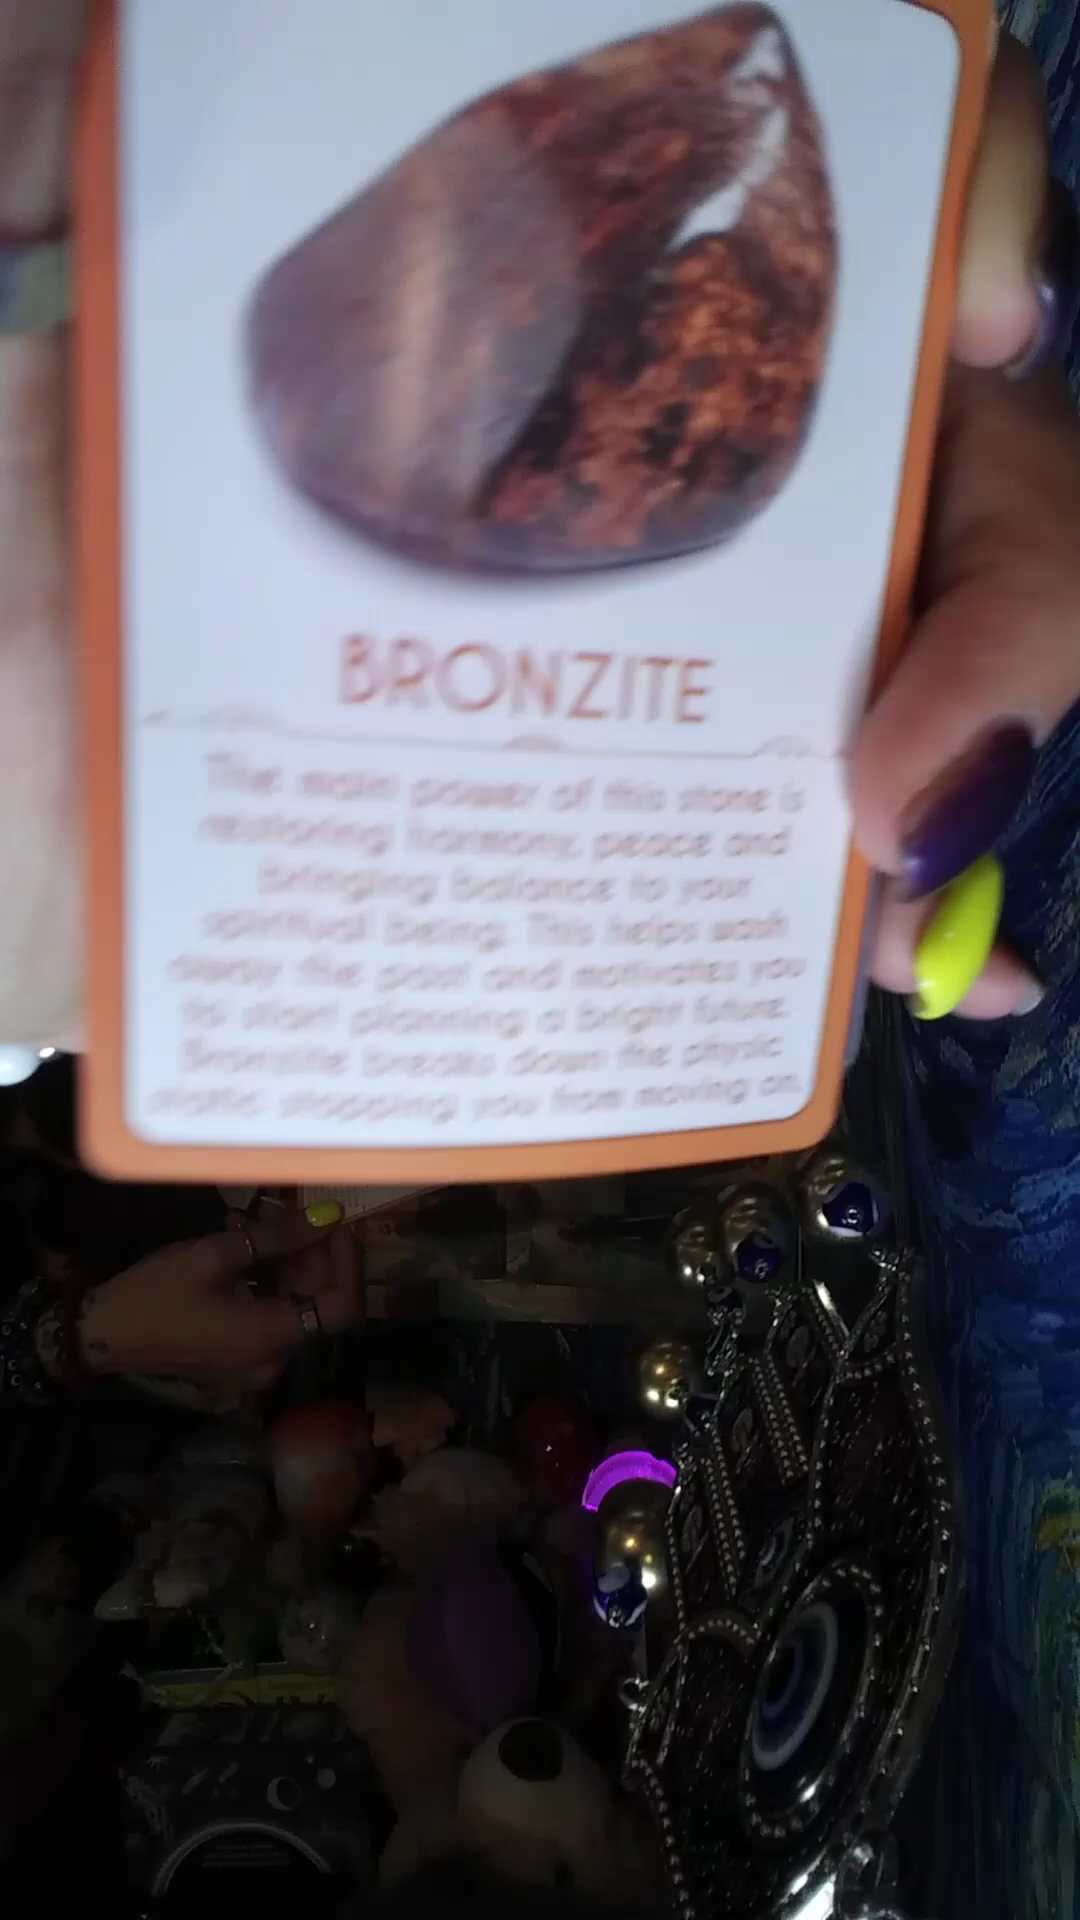 BRONZITE
The main power of this stone is
restoring harmony, peace and
bringing balance to your
spiritual being. This helps wash
away the past and motivates you
to start planning a bright future.
Bronzite breaks down the physic
static stopping you from moving on.